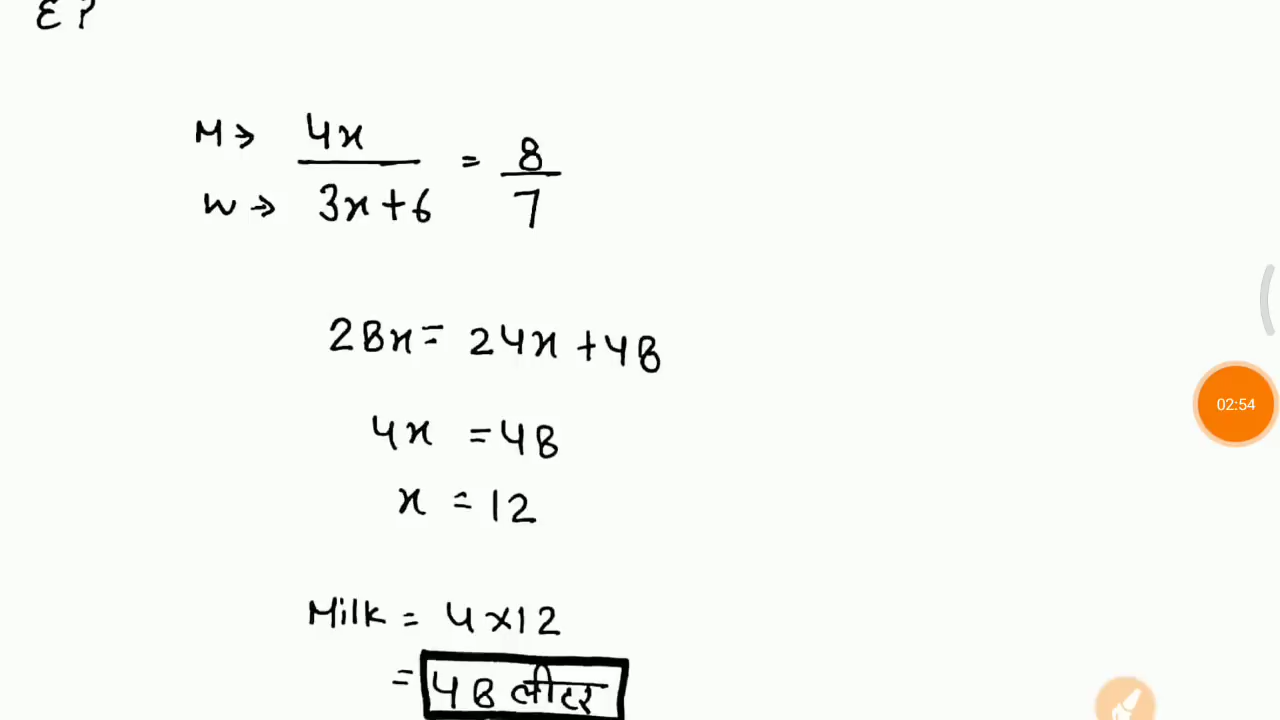 है ?
M → 4x / 3x+6 = 8 / 7
W →
28x = 24x + 48
4x = 48
x = 12
02:54
Milk = 4 × 12
= 48 लीटर